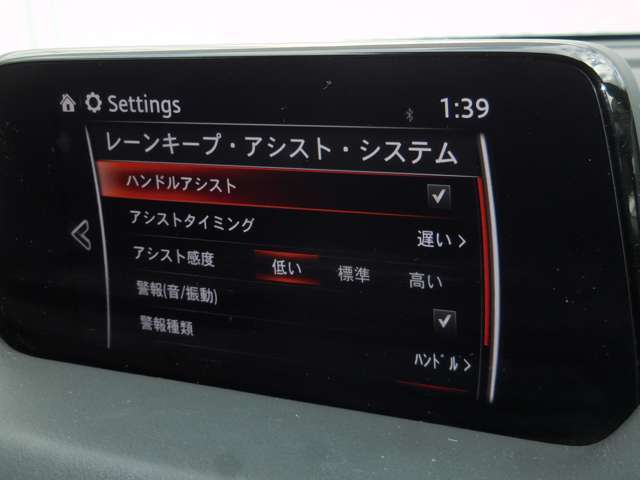 Settings 1:39
レーンキープ・アシスト・システム
ハンドルアシスト
アシストタイミング 遅い
アシスト感度 低い 標準 高い
警報(音/振動)
警報種類 ﾊﾝﾄﾞﾙ